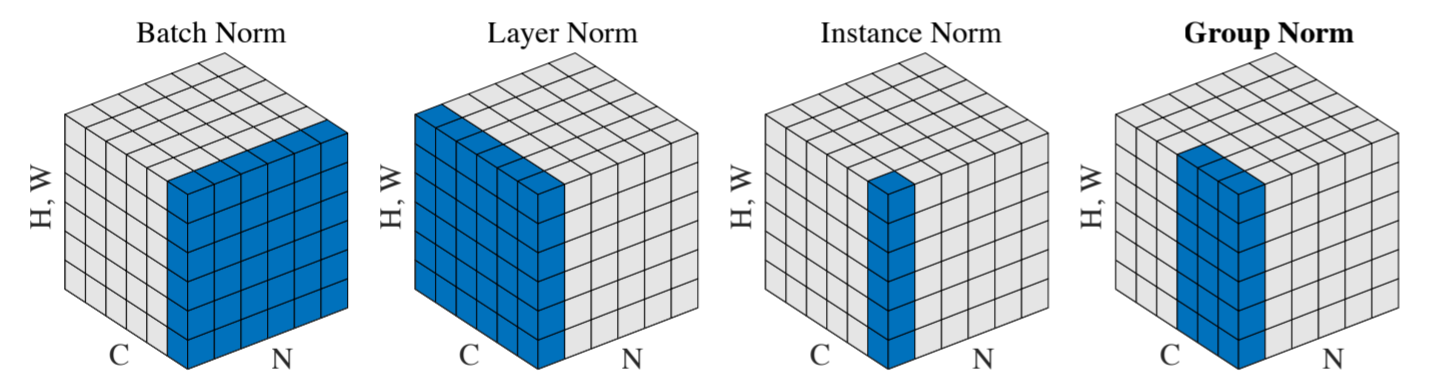 Batch Norm
Layer Norm
Instance Norm
Group Norm
H, W
C
N
H, W
C
N
H, W
C
N
H, W
C
N